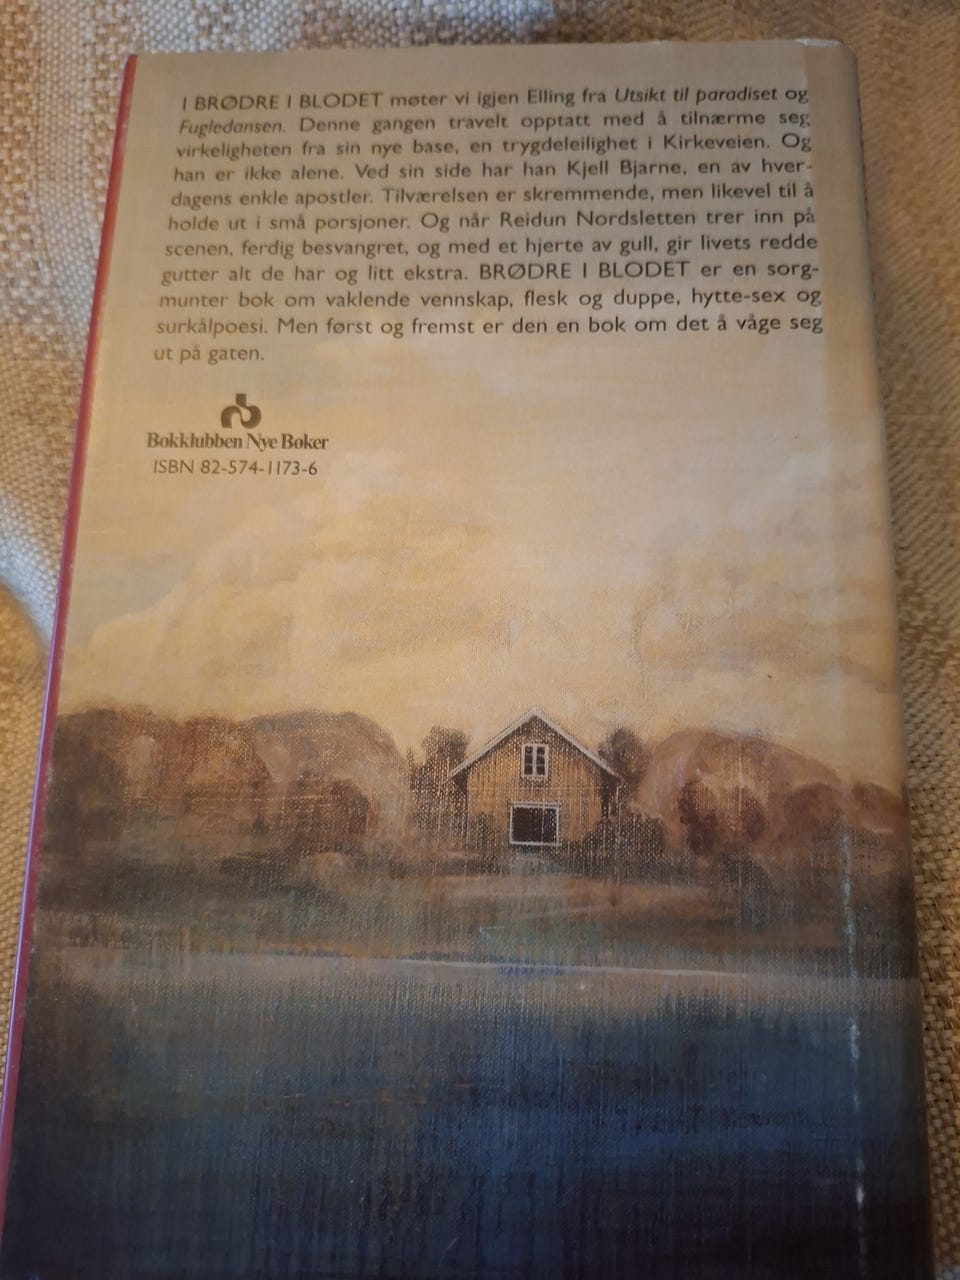 I BRØDRE I BLODET møter vi igjen Elling fra Utsikt til paradiset og
Fugledansen. Denne gangen travelt opptatt med å tilnærme seg
virkeligheten fra sin nye base, en trygdeleilighet i Kirkeveien. Og
han er ikke alene. Ved sin side har han Kjell Bjarne, en av hver-
dagens enkle apostler. Tilværelsen er skremmende, men likevel til å
holde ut i små porsjoner. Og når Reidun Nordsletten trer inn på
scenen, ferdig besvangret, og med et hjerte av gull, gir livets redde
gutter alt de har og litt ekstra. BRØDRE I BLODET er en sorg-
munter bok om vaklende vennskap, flesk og duppe, hytte-sex og
surkålpoesi. Men først og fremst er den en bok om det å våge seg
ut på gaten.
Bokklubben Nye Bøker
ISBN 82-574-1173-6